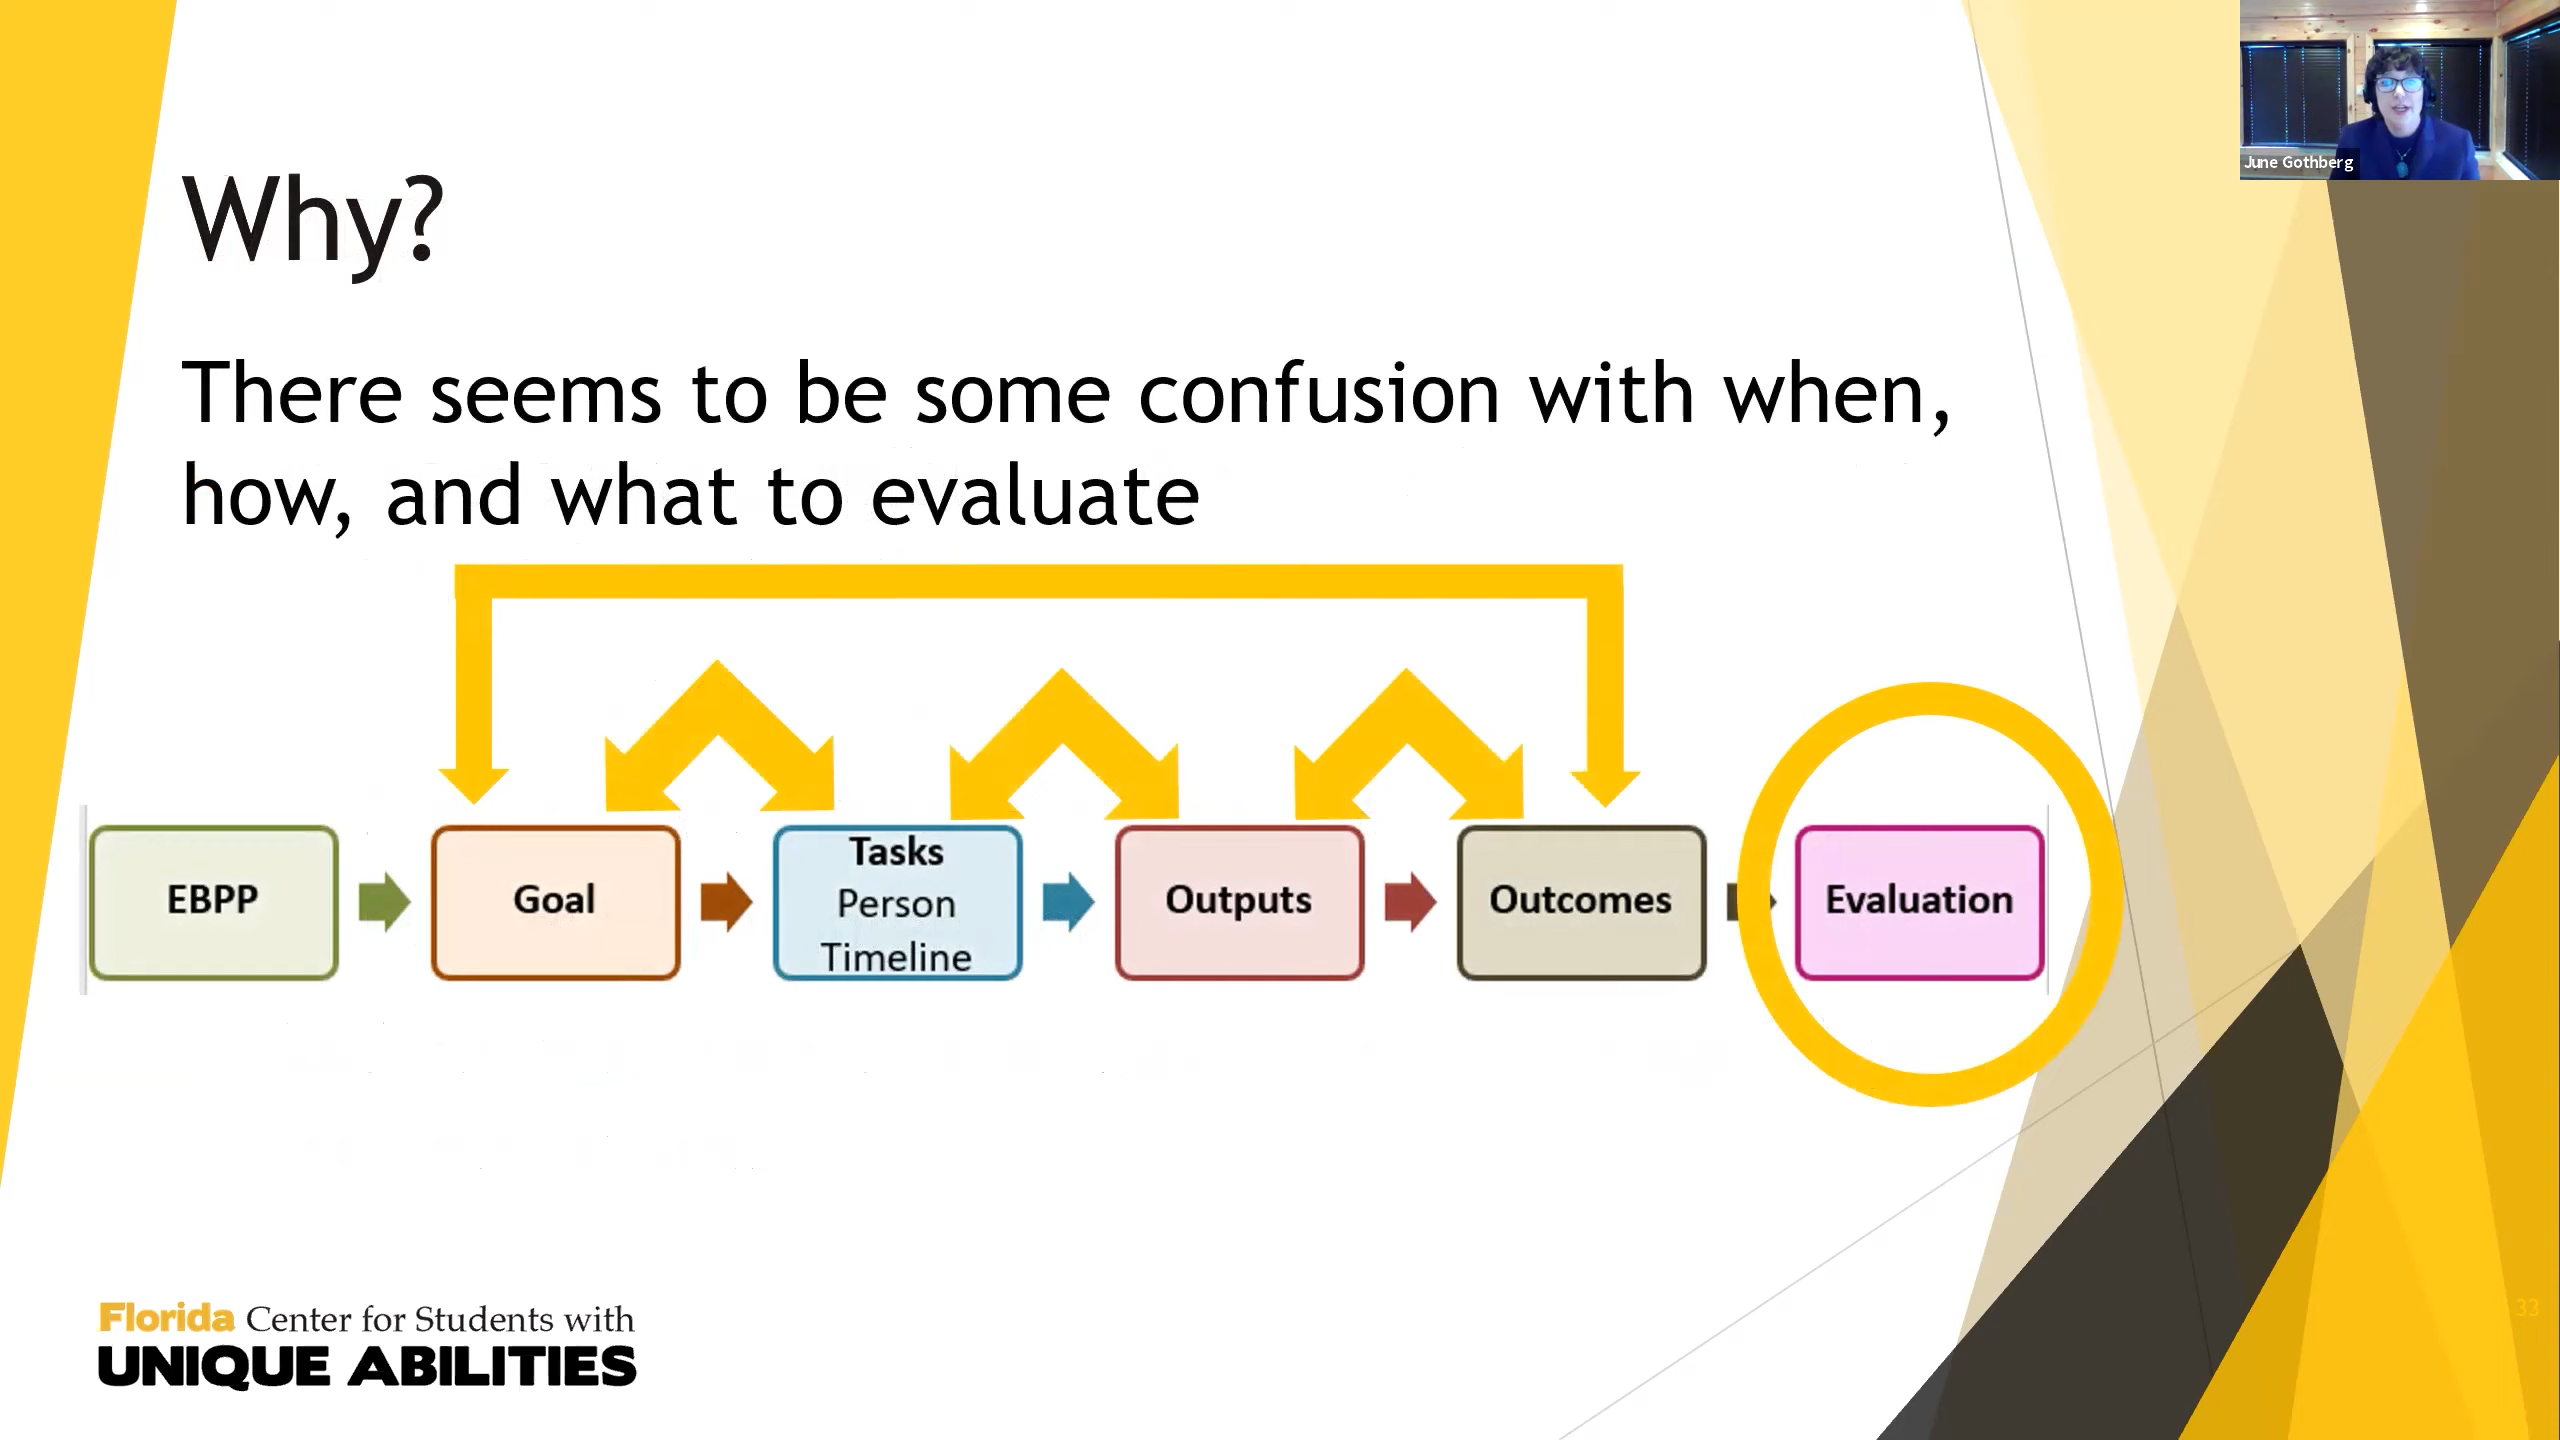 June Gothberg
Why?
There seems to be some confusion with when,
how, and what to evaluate
EBPP
Goal
Tasks
Person
Timeline
Outputs
Outcomes
Evaluation
Florida Center for Students with
UNIQUE ABILITIES
33